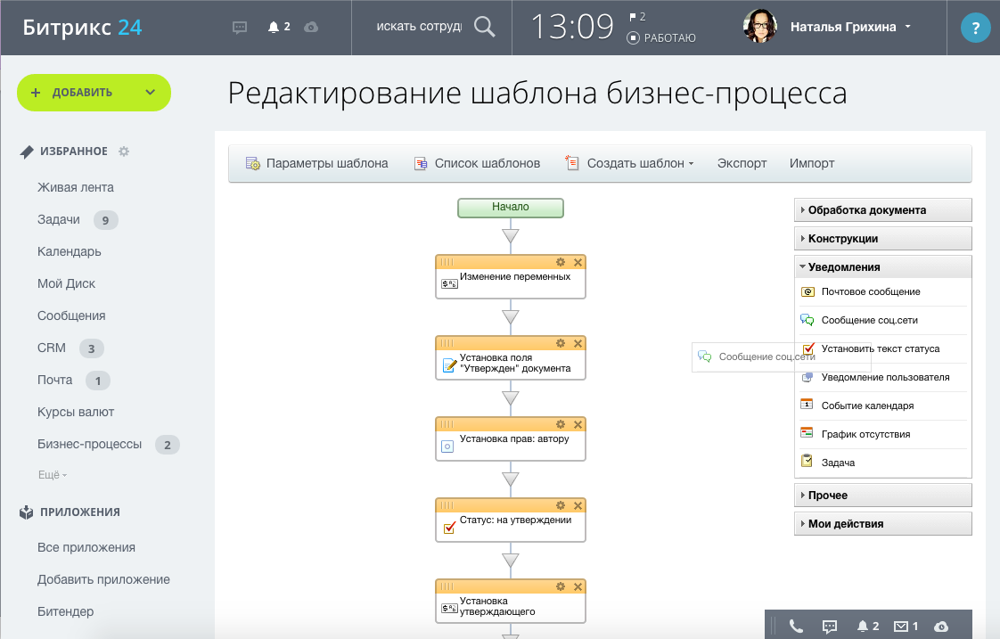 Битрикс 24
2
искать сотрудн
13:09
2
РАБОТАЮ
Наталья Грихина
?
+ ДОБАВИТЬ
Редактирование шаблона бизнес-процесса
ИЗБРАННОЕ
Живая лента
Задачи 9
Календарь
Мой Диск
Сообщения
CRM 3
Почта 1
Курсы валют
Бизнес-процессы 2
Ещё
ПРИЛОЖЕНИЯ
Все приложения
Добавить приложение
Битендер
Параметры шаблона
Список шаблонов
Создать шаблон
Экспорт
Импорт
Начало
Изменение переменных
Установка поля
"Утвержден" документа
Установка прав: автору
Статус: на утверждении
Установка
утверждающего
Обработка документа
Конструкции
Уведомления
Почтовое сообщение
Сообщение соц.сети
Сообщение соц.сети
Установить текст статуса
Уведомление пользователя
Событие календаря
График отсутствия
Задача
Прочее
Мои действия
2
1